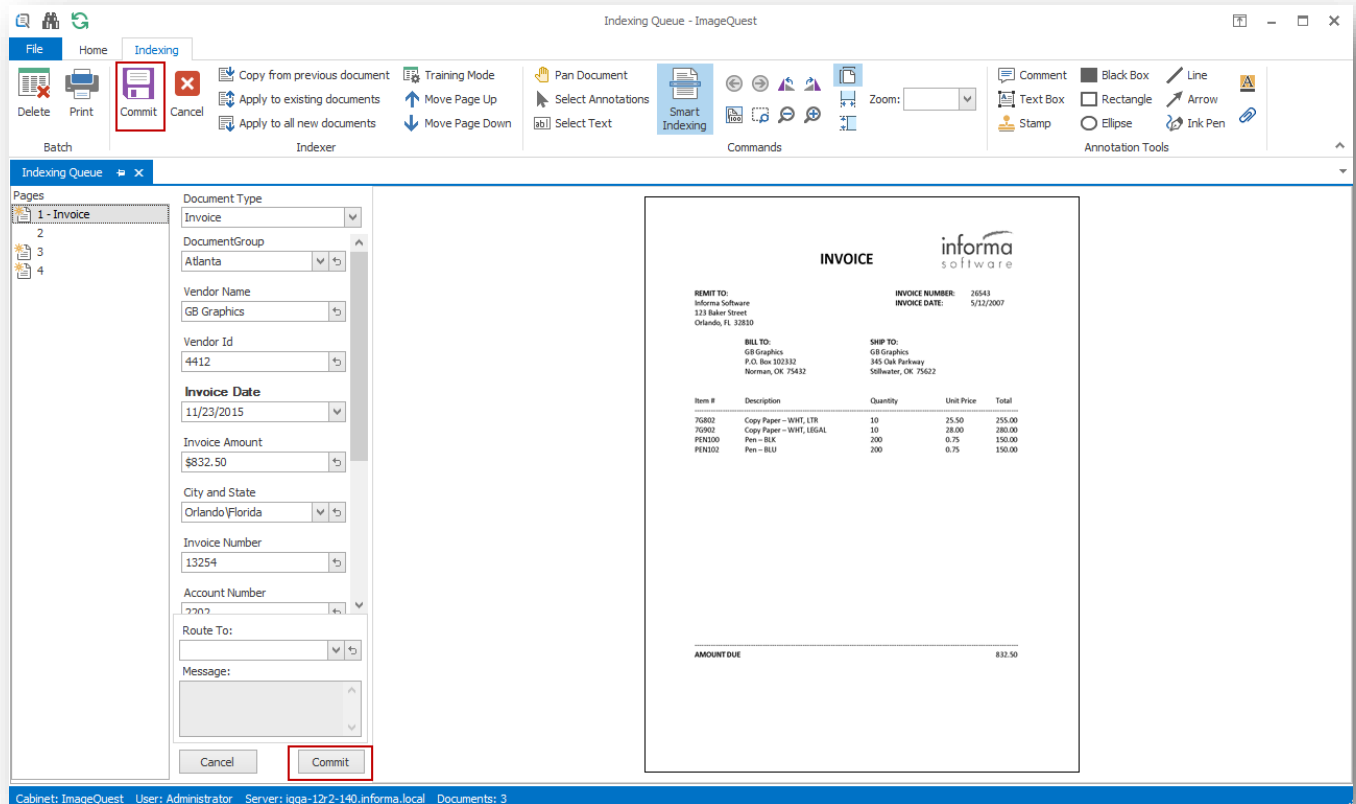 Indexing Queue - ImageQuest
File Home Indexing
Delete Print Commit Cancel
Copy from previous document
Apply to existing documents
Apply to all new documents
Training Mode
Move Page Up
Move Page Down
Pan Document
Select Annotations
Select Text
Smart
Indexing
Zoom:
Comment Black Box Line
Text Box Rectangle Arrow
Stamp Ellipse Ink Pen
Batch Indexer Commands Annotation Tools
Indexing Queue
Pages
1 - Invoice
2
3
4
Document Type
Invoice
DocumentGroup
Atlanta
Vendor Name
GB Graphics
Vendor Id
4412
Invoice Date
11/23/2015
Invoice Amount
$832.50
City and State
Orlando\Florida
Invoice Number
13254
Account Number
2202
Route To:
Message:
Cancel Commit
INVOICE
informa
software
REMIT TO:
Informa Software
123 Baker Street
Orlando, FL 32810
INVOICE NUMBER: 26543
INVOICE DATE: 5/12/2007
BILL TO:
GB Graphics
P.O. Box 102332
Norman, OK 75432
SHIP TO:
GB Graphics
345 Oak Parkway
Stillwater, OK 75622
Item # Description Quantity Unit Price Total
7G802 Copy Paper – WHT, LTR 10 25.50 255.00
7G902 Copy Paper – WHT, LEGAL 10 28.00 280.00
PEN100 Pen – BLK 200 0.75 150.00
PEN102 Pen – BLU 200 0.75 150.00
AMOUNT DUE 832.50
Cabinet: ImageQuest User: Administrator Server: iqqa-12r2-140.informa.local Documents: 3